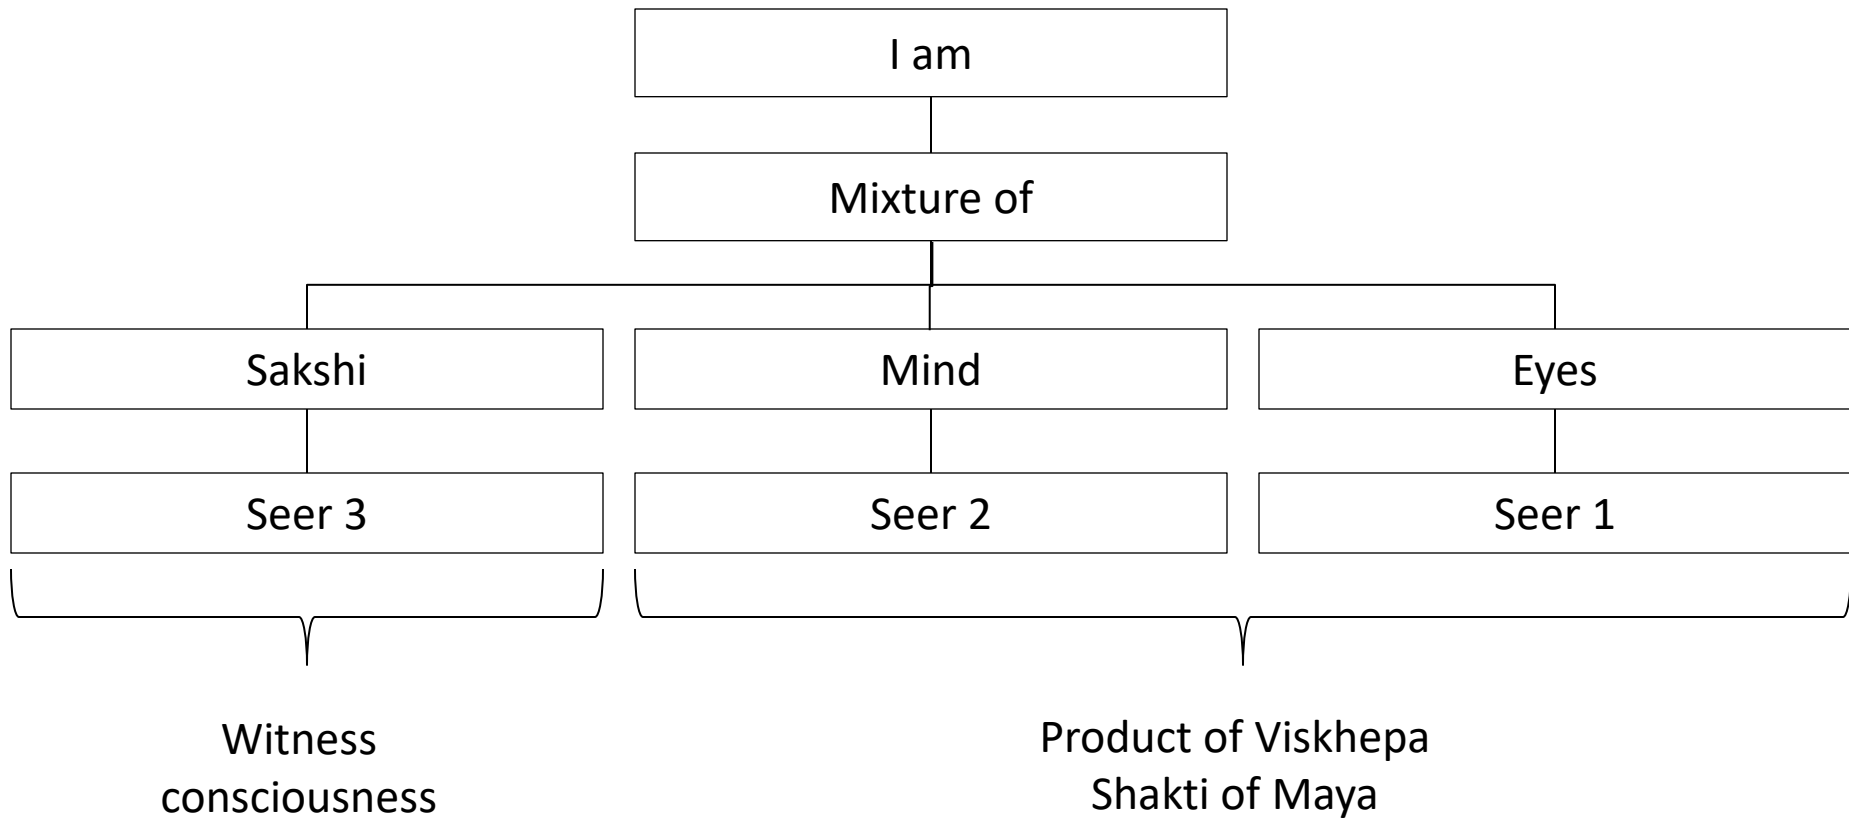 I am
Mixture of
Sakshi
Mind
Eyes
Seer 3
Seer 2
Seer 1
Witness
consciousness
Product of Viskhepa
Shakti of Maya